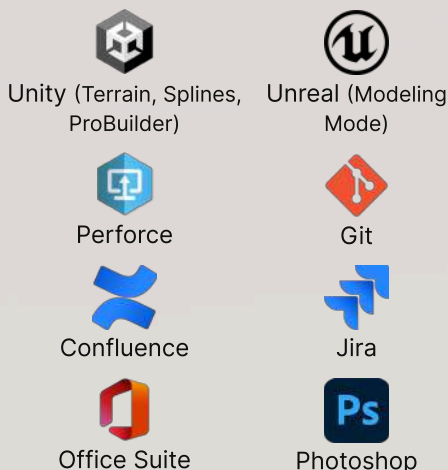 Unity (Terrain, Splines,
ProBuilder)
Unreal (Modeling
Mode)
Perforce
Git
Confluence
Jira
Office Suite
Ps
Photoshop